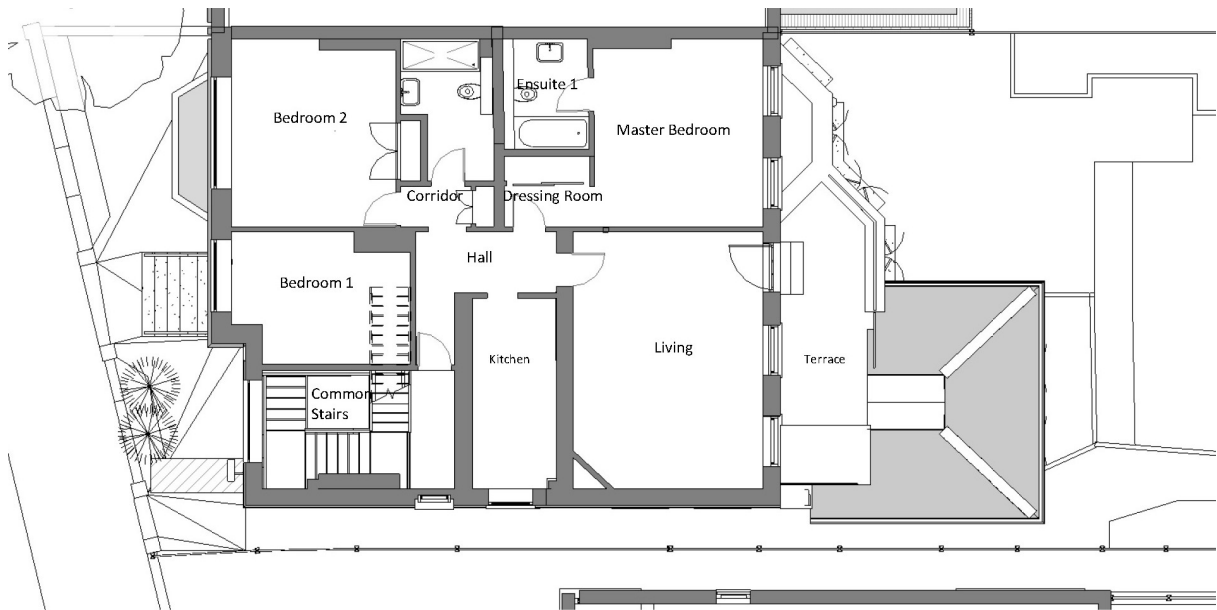 Ensuite 1
Bedroom 2
Master Bedroom
Corridor
Dressing Room
Hall
Bedroom 1
Kitchen
Living
Terrace
Common
Stairs